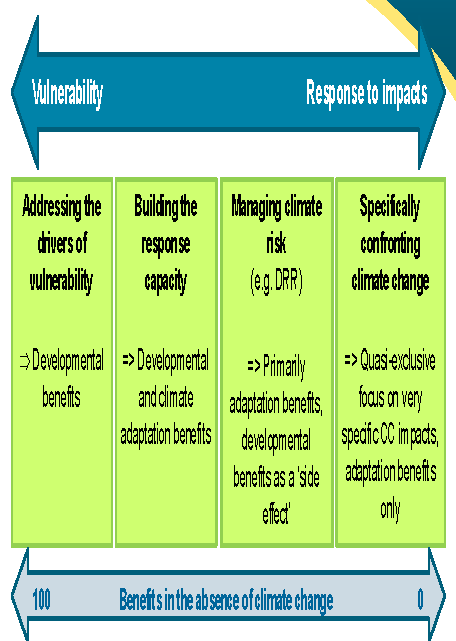 Vulnerability
Response to impacts
Addressing the
drivers of
vulnerability
⇒ Developmental
benefits
Building the
response
capacity
=> Developmental
and climate
adaptation benefits
Managing climate
risk
(e.g. DRR)
=> Primarily
adaptation benefits,
developmental
benefits as a 'side
effect'
Specifically
confronting
climate change
=> Quasi-exclusive
focus on very
specific CC impacts,
adaptation benefits
only
100
Benefits in the absence of climate change
0